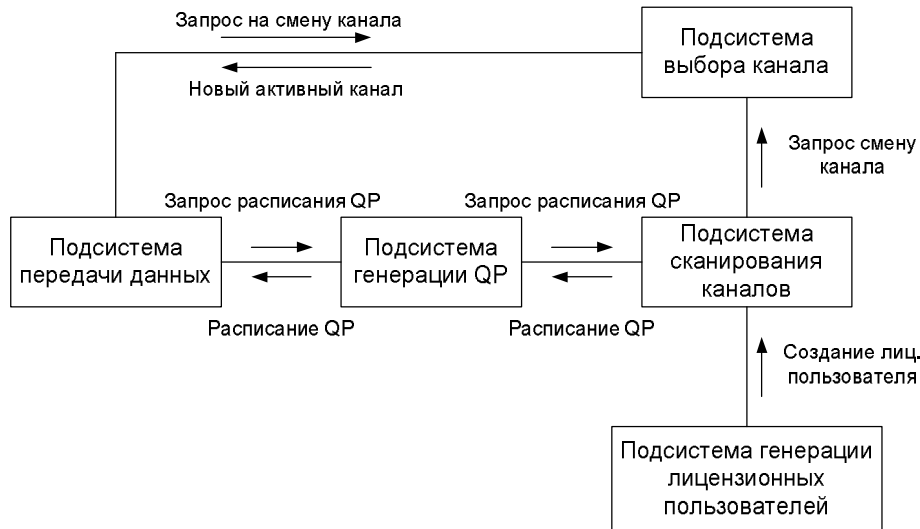 Запрос на смену канала
Новый активный канал
Подсистема
выбора канала
Запрос смену
канала
Запрос расписания QP
Запрос расписания QP
Подсистема
передачи данных
Подсистема
генерации QP
Подсистема
сканирования
каналов
Расписание QP
Расписание QP
Создание лиц.
пользователя
Подсистема генерации
лицензионных
пользователей